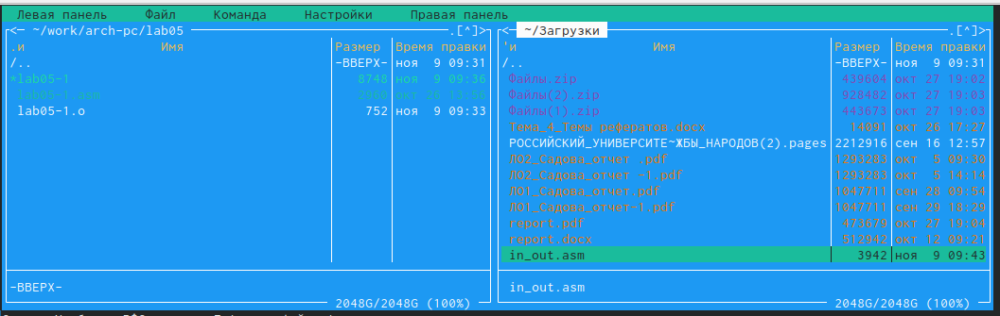 Левая панель Файл Команда Настройки Правая панель
<— ~/work/arch-pc/lab05 .[^]>
.и Имя Размер Время правки
/.. -ВВЕРХ- ноя 9 09:31
*lab05-1 8748 ноя 9 09:36
lab05-1.asm 2060 окт 26 15:56
lab05-1.o 752 ноя 9 09:33
-ВВЕРХ-
2048G/2048G (100%)
<— ~/Загрузки .[^]>
'и Имя Размер Время правки
/.. -ВВЕРХ- ноя 9 09:31
Файлы.zip 439604 окт 27 19:02
Файлы(2).zip 928482 окт 27 19:03
Файлы(1).zip 443673 окт 27 19:03
Тема_4_Темы_рефератов.docx 14091 окт 26 17:27
РОССИЙСКИЙ_УНИВЕРСИТЕ~ЖБЫ_НАРОДОВ(2).pages 2212916 сен 16 12:57
ЛО2_Садова_отчет .pdf 1293283 окт 5 09:30
ЛО2_Садова_отчет -1.pdf 1293283 окт 5 14:14
ЛО1_Садова_отчет.pdf 1047711 сен 28 09:54
ЛО1_Садова_отчет-1.pdf 1047711 сен 29 18:29
report.pdf 473679 окт 27 19:04
report.docx 512942 окт 12 09:21
in_out.asm 3942 ноя 9 09:43
in_out.asm
2048G/2048G (100%)